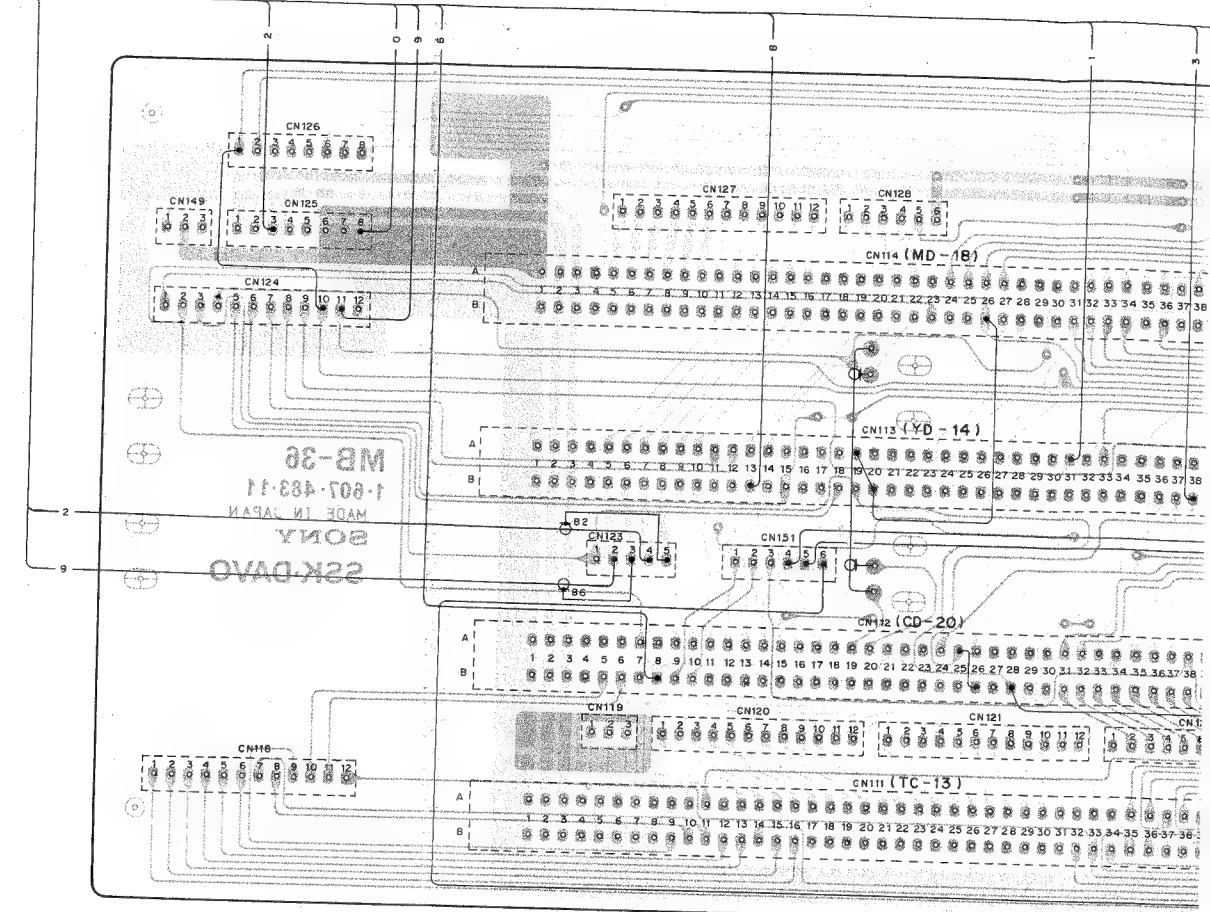 2
0
9
6
8
1
3
CN126
1 2 3 4 5 6 7 8
CN149
1 2 3
CN125
1 2 3 4 5 6 7 8
CN127
1 2 3 4 5 6 7 8 9 10 11 12
CN128
1 2 3 4 5 6
CN124
1 2 3 4 5 6 7 8 9 10 11 12
CN114 (MD-18)
A
1 2 3 4 5 6 7 8 9 10 11 12 13 14 15 16 17 18 19 20 21 22 23 24 25 26 27 28 29 30 31 32 33 34 35 36 37 38
B
CN113 (YD-14)
A
1 2 3 4 5 6 7 8 9 10 11 12 13 14 15 16 17 18 19 20 21 22 23 24 25 26 27 28 29 30 31 32 33 34 35 36 37 38
B
MB-36
1-607-463-11
MADE IN JAPAN
SONY
SSK·DAVO
2
B2
CN123
1 2 3 4 5
CN151
1 2 3 4 5 6
9
B6
CN112 (CD-20)
A
1 2 3 4 5 6 7 8 9 10 11 12 13 14 15 16 17 18 19 20 21 22 23 24 25 26 27 28 29 30 31 32 33 34 35 36 37 38
B
CN119
1 2 3
CN120
1 2 3 4 5 6 7 8 9 10 11 12
CN121
1 2 3 4 5 6 7 8 9 10 11 12
1 2 3 4 5
CN118
1 2 3 4 5 6 7 8 9 10 11 12
CN111 (TC-13)
A
1 2 3 4 5 6 7 8 9 10 11 12 13 14 15 16 17 18 19 20 21 22 23 24 25 26 27 28 29 30 31 32 33 34 35 36 37 38
B